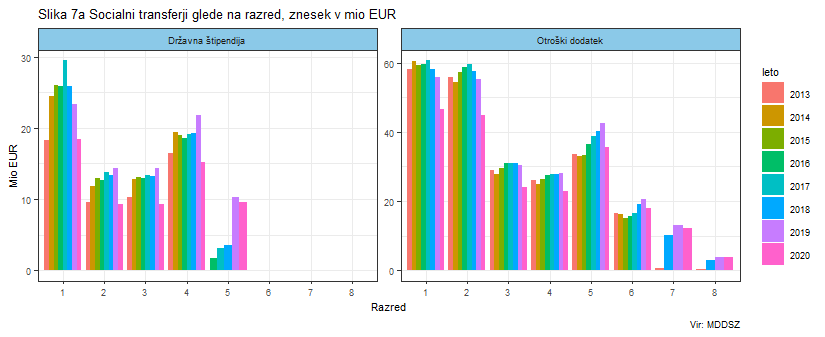 Slika 7a Socialni transferji glede na razred, znesek v mio EUR
Državna štipendija
Otroški dodatek
Mio EUR
30
20
10
0
60
40
20
0
1 2 3 4 5 6 7 8
1 2 3 4 5 6 7 8
Razred
leto
2013
2014
2015
2016
2017
2018
2019
2020
Vir: MDDSZ